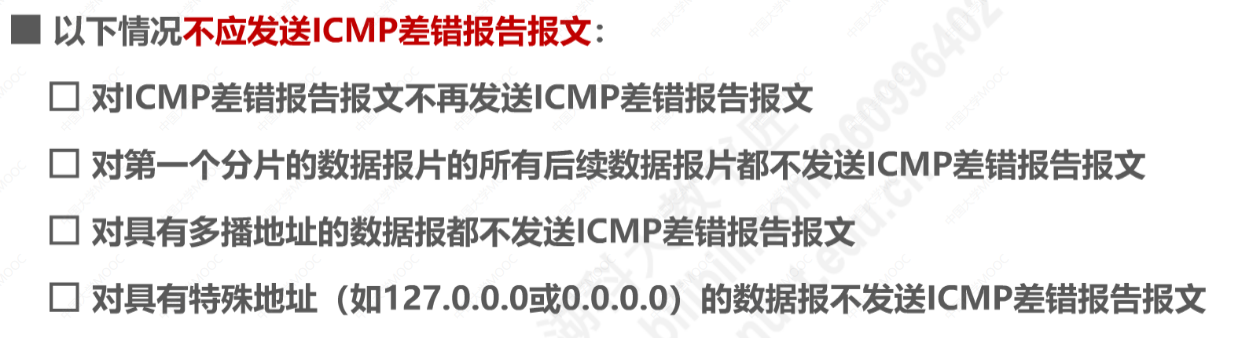 以下情况不应发送ICMP差错报告报文：
对ICMP差错报告报文不再发送ICMP差错报告报文
对第一个分片的数据报片的所有后续数据报片都不发送ICMP差错报告报文
对具有多播地址的数据报都不发送ICMP差错报告报文
对具有特殊地址（如127.0.0.0或0.0.0.0）的数据报不发送ICMP差错报告报文